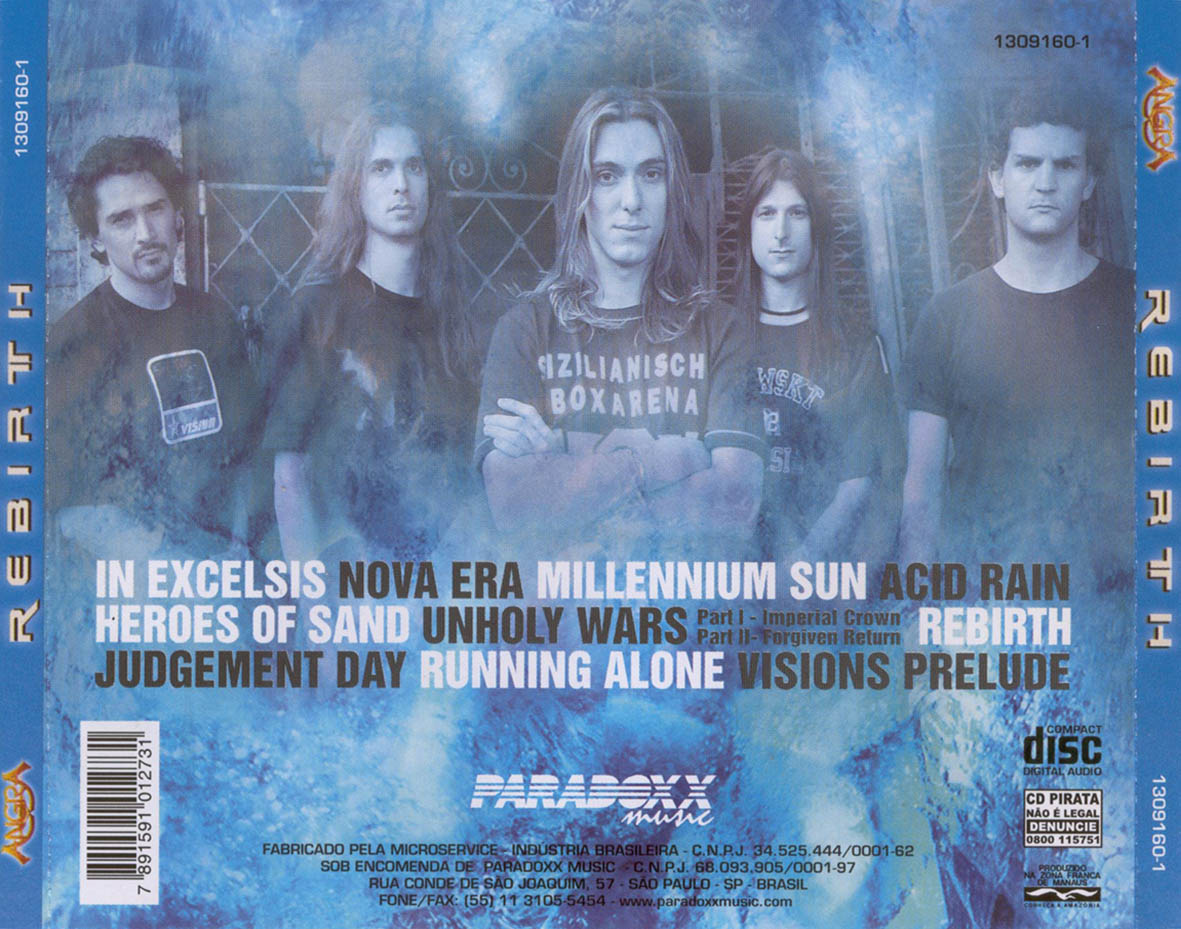 1309160-1
1309160-1
ANGRA
REBIRTH
ANGRA
REBIRTH
1309160-1
VISION
SIZILIANISCH
BOXARENA
WSKT
IN EXCELSIS NOVA ERA MILLENNIUM SUN ACID RAIN
HEROES OF SAND UNHOLY WARS Part I - Imperial Crown REBIRTH
Part II- Forgiven Return
JUDGEMENT DAY RUNNING ALONE VISIONS PRELUDE
7 891591 012731
PARADOXX
music
FABRICADO PELA MICROSERVICE - INDÚSTRIA BRASILEIRA - C.N.P.J. 34.525.444/0001-62
SOB ENCOMENDA DE PARADOXX MUSIC - C.N.P.J. 68.093.905/0001-97
RUA CONDE DE SÃO JOAQUIM, 57 - SÃO PAULO - SP - BRASIL
FONE/FAX: (55) 11 3105-5454 - www.paradoxxmusic.com
COMPACT
disc
DIGITAL AUDIO
CD PIRATA
NÃO É LEGAL
DENUNCIE
0800 115751
PRODUZIDO
NA ZONA FRANCA
DE MANAUS
CONHEÇA A AMAZÔNIA